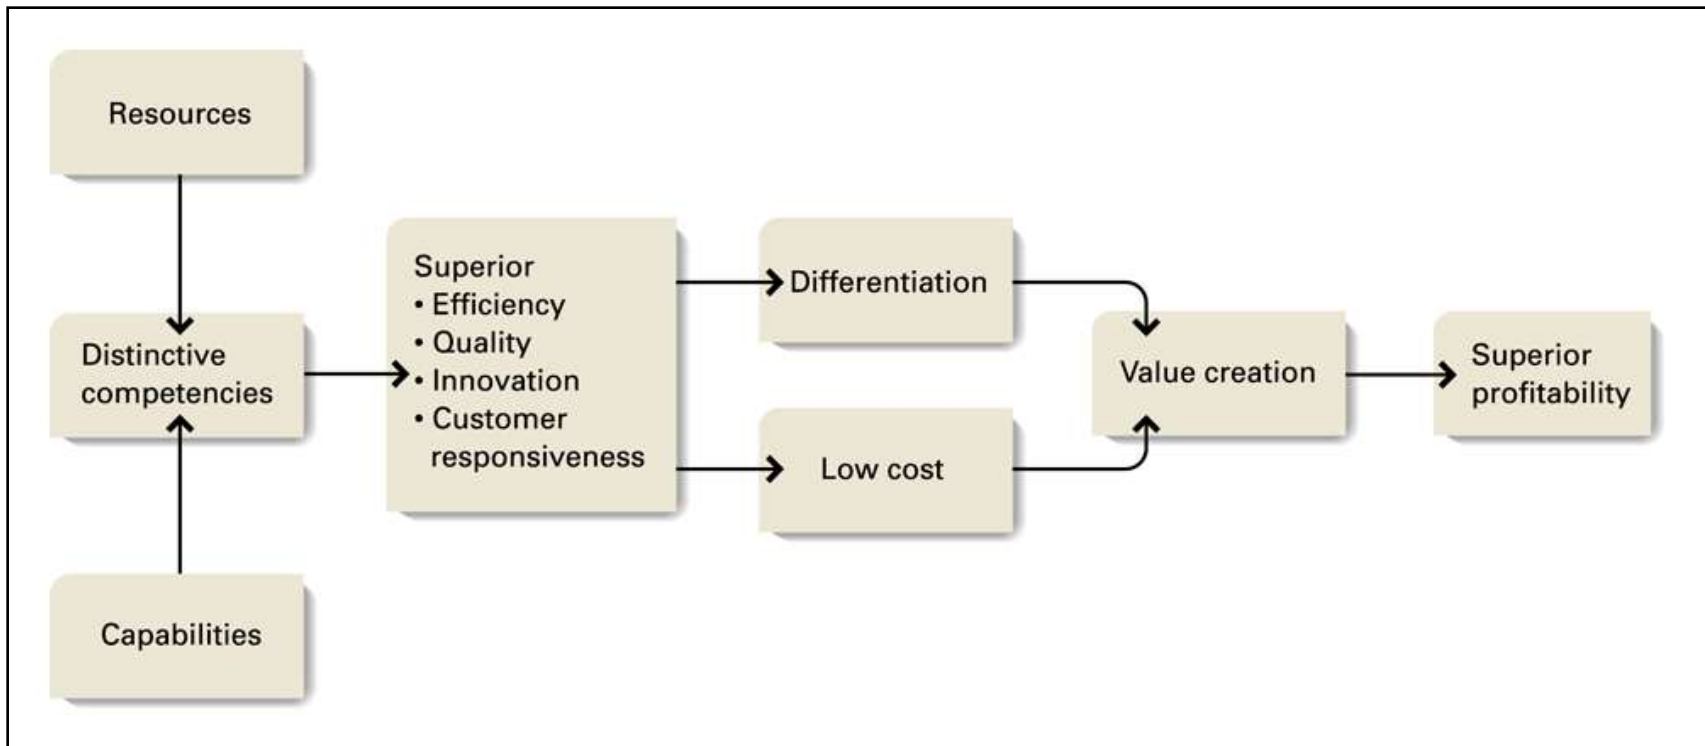 Resources
Distinctive
competencies
Capabilities
Superior
• Efficiency
• Quality
• Innovation
• Customer
responsiveness
Differentiation
Low cost
Value creation
Superior
profitability